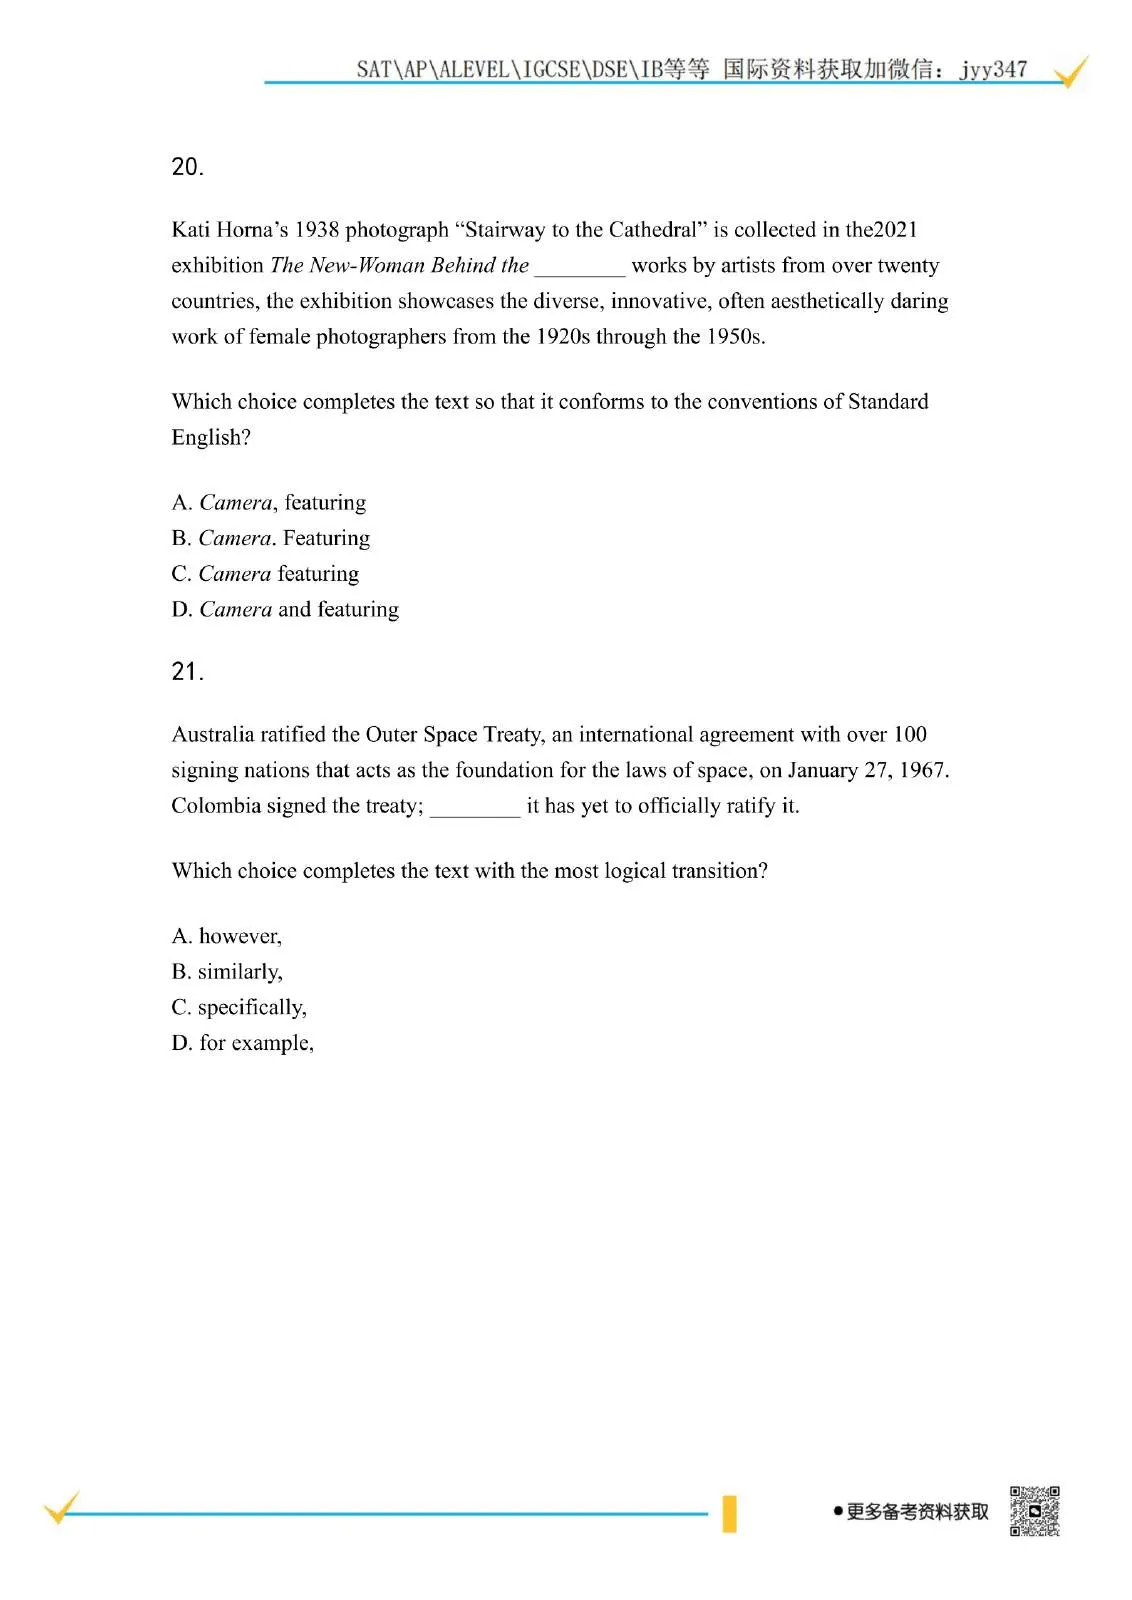 SAT\AP\ALEVEL\IGCSE\DSE\IB等等 国际资料获取加微信：jyy347
20.
Kati Horna’s 1938 photograph “Stairway to the Cathedral” is collected in the2021
exhibition The New-Woman Behind the ________ works by artists from over twenty
countries, the exhibition showcases the diverse, innovative, often aesthetically daring
work of female photographers from the 1920s through the 1950s.
Which choice completes the text so that it conforms to the conventions of Standard
English?
A. Camera, featuring
B. Camera. Featuring
C. Camera featuring
D. Camera and featuring
21.
Australia ratified the Outer Space Treaty, an international agreement with over 100
signing nations that acts as the foundation for the laws of space, on January 27, 1967.
Colombia signed the treaty; ________ it has yet to officially ratify it.
Which choice completes the text with the most logical transition?
A. however,
B. similarly,
C. specifically,
D. for example,
●更多备考资料获取